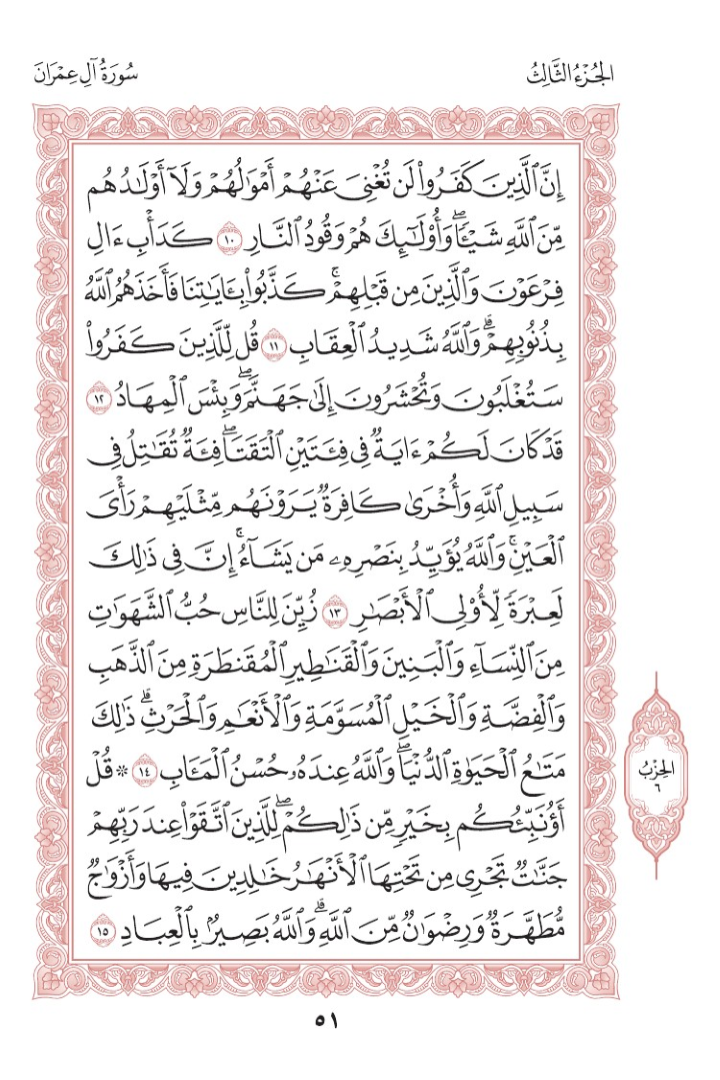 الجُزْءُ الثَّالِثُ
سُورَةُ آلِ عِمْرَانَ
إِنَّ ٱلَّذِينَ كَفَرُواْ لَن تُغْنِيَ عَنْهُمْ أَمْوَٰلُهُمْ وَلَآ أَوْلَٰدُهُم
مِّنَ ٱللَّهِ شَيْـًٔاۖ وَأُوْلَٰٓئِكَ هُمْ وَقُودُ ٱلنَّارِ ١٠ كَدَأْبِ ءَالِ
فِرْعَوْنَ وَٱلَّذِينَ مِن قَبْلِهِمْۚ كَذَّبُواْ بِـَٔايَٰتِنَا فَأَخَذَهُمُ ٱللَّهُ
بِذُنُوبِهِمْۗ وَٱللَّهُ شَدِيدُ ٱلْعِقَابِ ١١ قُل لِّلَّذِينَ كَفَرُواْ
سَتُغْلَبُونَ وَتُحْشَرُونَ إِلَىٰ جَهَنَّمَۖ وَبِئْسَ ٱلْمِهَادُ ١٢
قَدْ كَانَ لَكُمْ ءَايَةٌ فِي فِئَتَيْنِ ٱلْتَقَتَاۖ فِئَةٌ تُقَٰتِلُ فِي
سَبِيلِ ٱللَّهِ وَأُخْرَىٰ كَافِرَةٌ يَرَوْنَهُم مِّثْلَيْهِمْ رَأْيَ
ٱلْعَيْنِۚ وَٱللَّهُ يُؤَيِّدُ بِنَصْرِهِۦ مَن يَشَآءُۚ إِنَّ فِي ذَٰلِكَ
لَعِبْرَةً لِّأُوْلِي ٱلْأَبْصَٰرِ ١٣ زُيِّنَ لِلنَّاسِ حُبُّ ٱلشَّهَوَٰتِ
مِنَ ٱلنِّسَآءِ وَٱلْبَنِينَ وَٱلْقَنَٰطِيرِ ٱلْمُقَنطَرَةِ مِنَ ٱلذَّهَبِ
وَٱلْفِضَّةِ وَٱلْخَيْلِ ٱلْمُسَوَّمَةِ وَٱلْأَنْعَٰمِ وَٱلْحَرْثِۗ ذَٰلِكَ
مَتَٰعُ ٱلْحَيَوٰةِ ٱلدُّنْيَاۖ وَٱللَّهُ عِندَهُۥ حُسْنُ ٱلْمَـَٔابِ ١٤ ۞ قُلْ
أَؤُنَبِّئُكُم بِخَيْرٍ مِّن ذَٰلِكُمْۖ لِلَّذِينَ ٱتَّقَوْاْ عِندَ رَبِّهِمْ
جَنَّٰتٌ تَجْرِي مِن تَحْتِهَا ٱلْأَنْهَٰرُ خَٰلِدِينَ فِيهَا وَأَزْوَٰجٌ
مُّطَهَّرَةٌ وَرِضْوَٰنٌ مِّنَ ٱللَّهِۗ وَٱللَّهُ بَصِيرٌۢ بِٱلْعِبَادِ ١٥
الحِزْبُ
٦
٥١